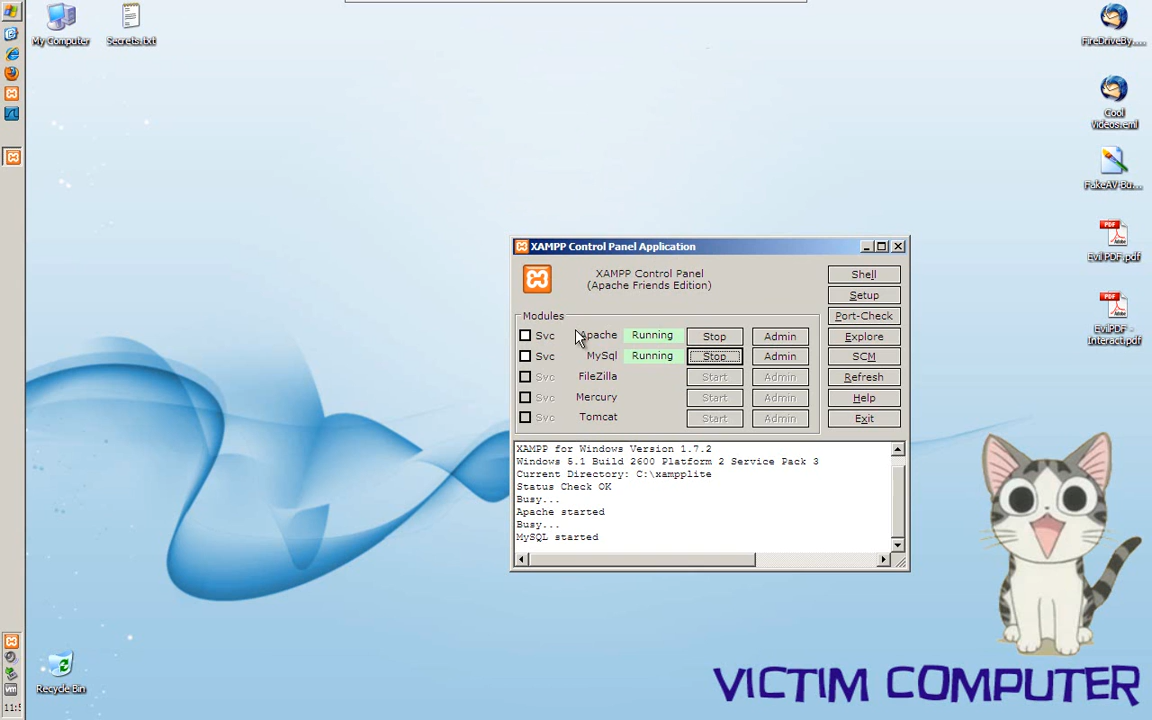 My Computer
Secrets.txt
FireDriveBy....
Cool
Videos.eml
FakeAV-Bu...
EvilPDF.pdf
EvilPDF -
Interact.pdf
XAMPP Control Panel Application
XAMPP Control Panel
(Apache Friends Edition)
Shell
Setup
Port-Check
Explore
SCM
Refresh
Help
Exit
Modules
Svc Apache Running Stop Admin
Svc MySql Running Stop Admin
Svc FileZilla Start Admin
Svc Mercury Start Admin
Svc Tomcat Start Admin
XAMPP for Windows Version 1.7.2
Windows 5.1 Build 2600 Platform 2 Service Pack 3
Current Directory: C:\xampplite
Status Check OK
Busy...
Apache started
Busy...
MySQL started
Recycle Bin
VICTIM COMPUTER